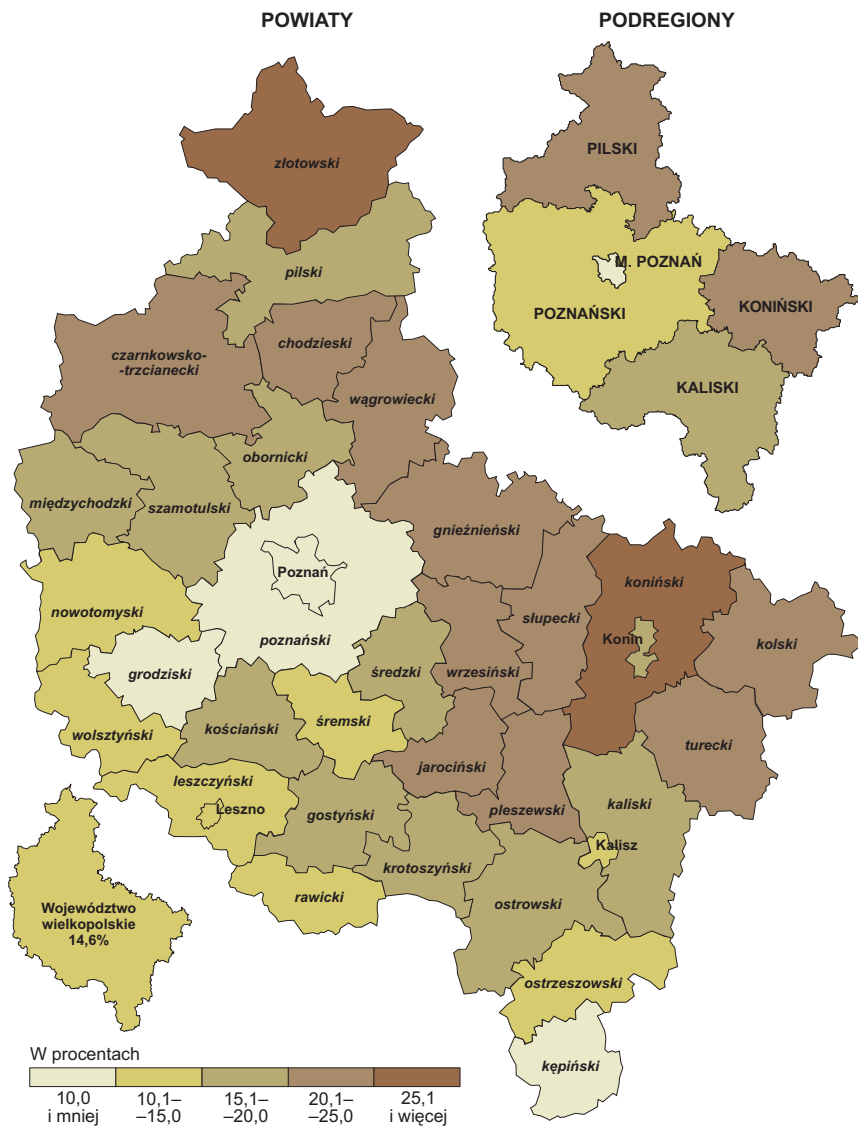 POWIATY
PODREGIONY
złotowski
pilski
czarnkowsko-
-trzcianecki
chodzieski
wągrowiecki
obornicki
międzychodzki
szamotulski
gnieźnieński
Poznań
nowotomyski
poznański
grodziski
średzki
wrzesiński
słupecki
koniński
Konin
kolski
wolsztyński
kościański
śremski
jarociński
turecki
leszczyński
Leszno
gostyński
pleszewski
kaliski
Kalisz
krotoszyński
rawicki
ostrowski
ostrzeszowski
kępiński
PILSKI
M. POZNAŃ
POZNAŃSKI
KONIŃSKI
KALISKI
Województwo
wielkopolskie
14,6%
W procentach
10,0
i mniej
10,1–
–15,0
15,1–
–20,0
20,1–
–25,0
25,1
i więcej